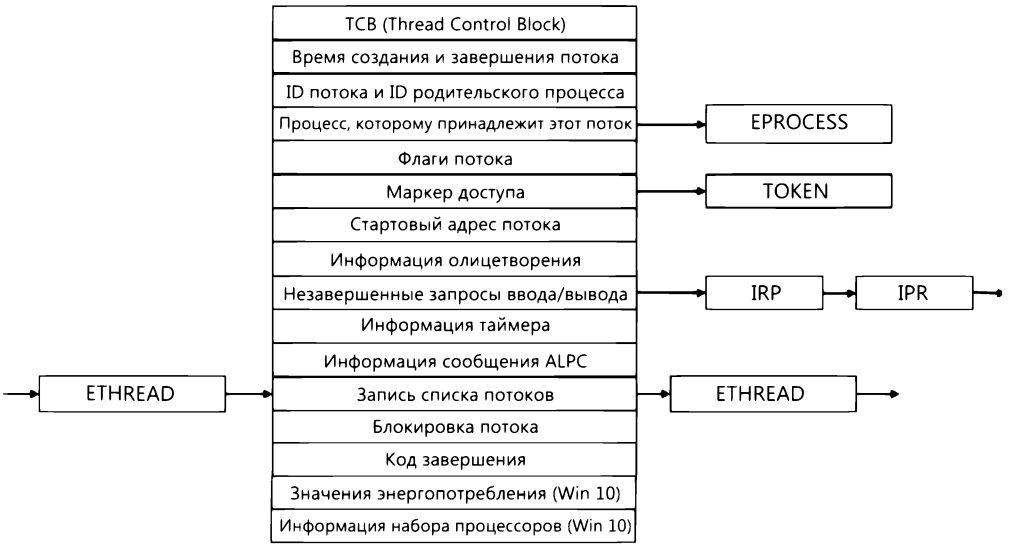 TCB (Thread Control Block)
Время создания и завершения потока
ID потока и ID родительского процесса
Процесс, которому принадлежит этот поток
EPROCESS
Флаги потока
Маркер доступа
TOKEN
Стартовый адрес потока
Информация олицетворения
Незавершенные запросы ввода/вывода
IRP
IPR
Информация таймера
Информация сообщения ALPC
ETHREAD
Запись списка потоков
ETHREAD
Блокировка потока
Код завершения
Значения энергопотребления (Win 10)
Информация набора процессоров (Win 10)